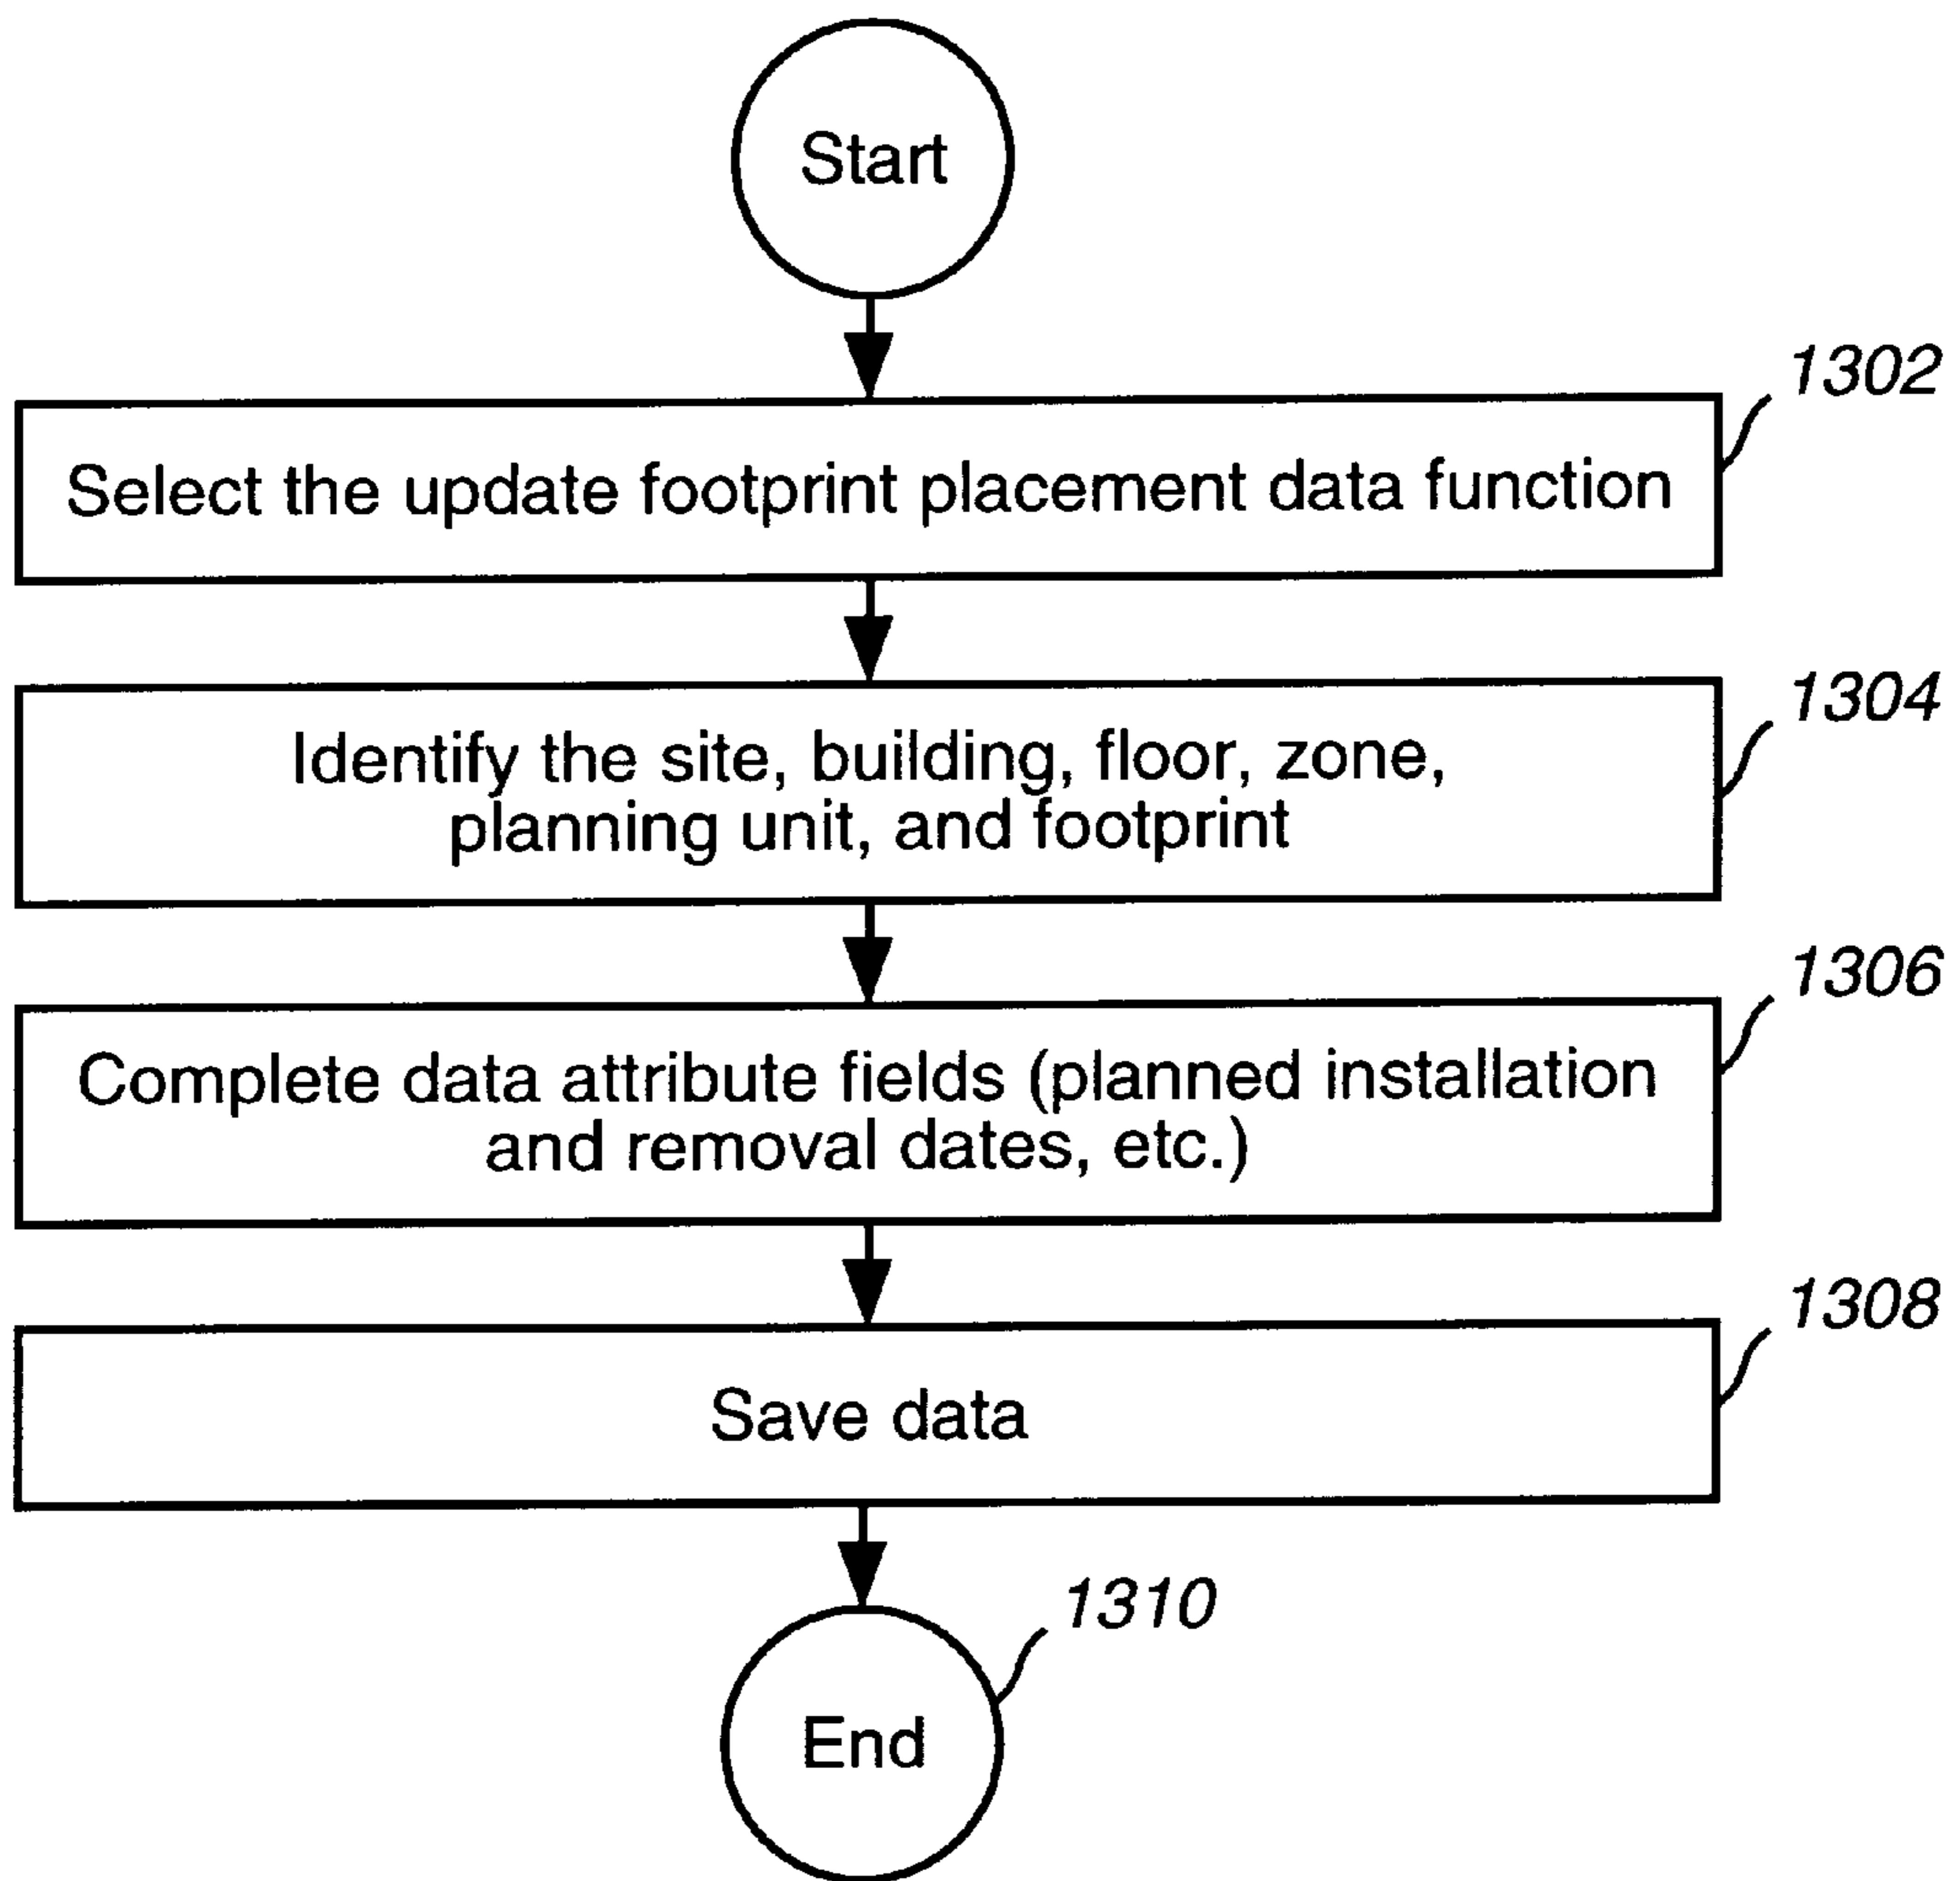 Start
1302
Select the update footprint placement data function
1304
Identify the site, building, floor, zone,
planning unit, and footprint
1306
Complete data attribute fields (planned installation
and removal dates, etc.)
1308
Save data
1310
End